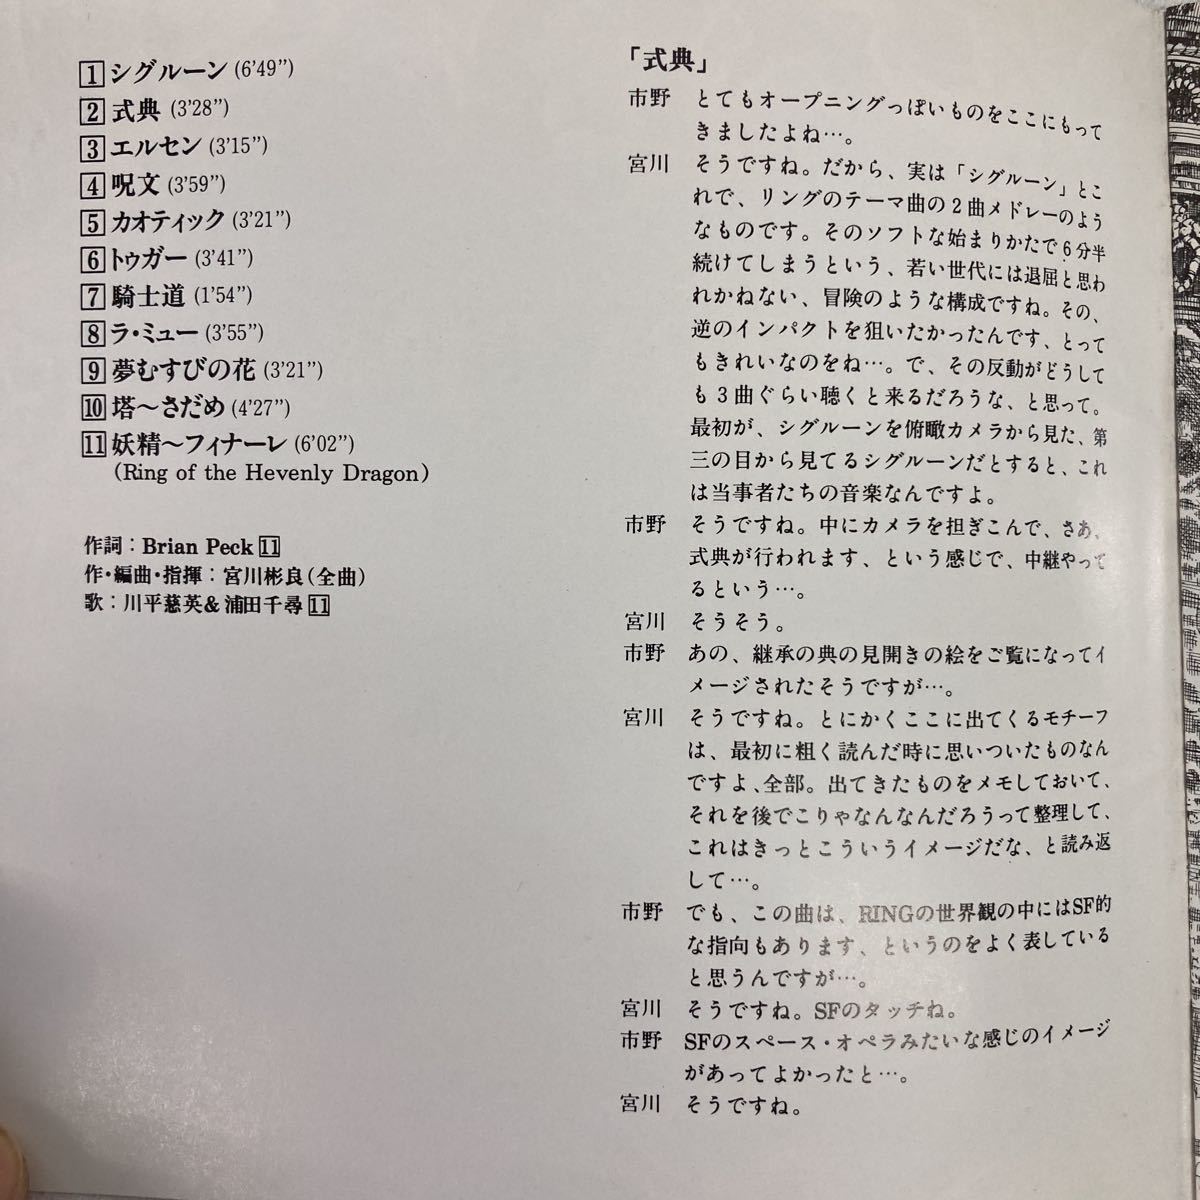 1 シグルーン (6'49”)
2 式典 (3'28”)
3 エルセン (3'15”)
4 呪文 (3'59”)
5 カオティック (3'21”)
6 トゥガー (3'41”)
7 騎士道 (1'54”)
8 ラ・ミュー (3'55”)
9 夢むすびの花 (3'21”)
10 塔～さだめ (4'27”)
11 妖精～フィナーレ (6'02”)
(Ring of the Hevenly Dragon)
作詞：Brian Peck 11
作・編曲・指揮：宮川彬良(全曲)
歌：川平慈英&浦田千尋 11
「式典」
市野 とてもオープニングっぽいものをここにもって
きましたよね…。
宮川 そうですね。だから、実は「シグルーン」とこ
れで、リングのテーマ曲の2曲メドレーのよう
なものです。そのソフトな始まりかたで6分半
続けてしまうという、若い世代には退屈と思わ
れかねない、冒険のような構成ですね。その、
逆のインパクトを狙いたかったんです、とって
もきれいなのをね…。で、その反動がどうして
も3曲ぐらい聴くと来るだろうな、と思って。
最初が、シグルーンを俯瞰カメラから見た、第
三の目から見てるシグルーンだとすると、これ
は当事者たちの音楽なんですよ。
市野 そうですね。中にカメラを担ぎこんで、さあ、
式典が行われます、という感じで、中継やって
るという…。
宮川 そうそう。
市野 あの、継承の典の見開きの絵をご覧になってイ
メージされたそうですが…。
宮川 そうですね。とにかくここに出てくるモチーフ
は、最初に粗く読んだ時に思いついたものなん
ですよ、全部。出てきたものをメモしておいて、
それを後でこりゃなんなんだろうって整理して、
これはきっとこういうイメージだな、と読み返
して…。
市野 でも、この曲は、RINGの世界観の中にはSF的
な指向もあります、というのをよく表していると
と思うんですが…。
宮川 そうですね。SFのタッチね。
市野 SFのスペース・オペラみたいな感じのイメージ
があってよかったと…。
宮川 そうですね。